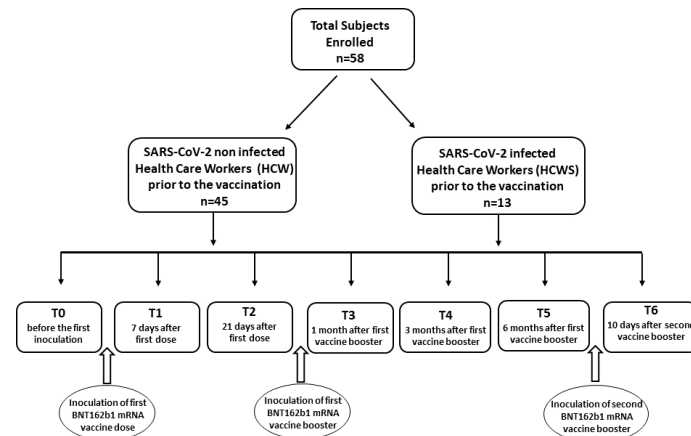 Total Subjects
Enrolled
n=58
SARS-CoV-2 non infected
Health Care Workers (HCW)
prior to the vaccination
n=45
SARS-CoV-2 infected
Health Care Workers (HCWS)
prior to the vaccination
n=13
T0
before the first
inoculation
T1
7 days after
first dose
T2
21 days after
first dose
T3
1 month after first
vaccine booster
T4
3 months after first
vaccine booster
T5
6 months after first
vaccine booster
T6
10 days after second
vaccine booster
Inoculation of first
BNT162b1 mRNA
vaccine dose
Inoculation of first
BNT162b1 mRNA
vaccine booster
Inoculation of second
BNT162b1 mRNA
vaccine booster